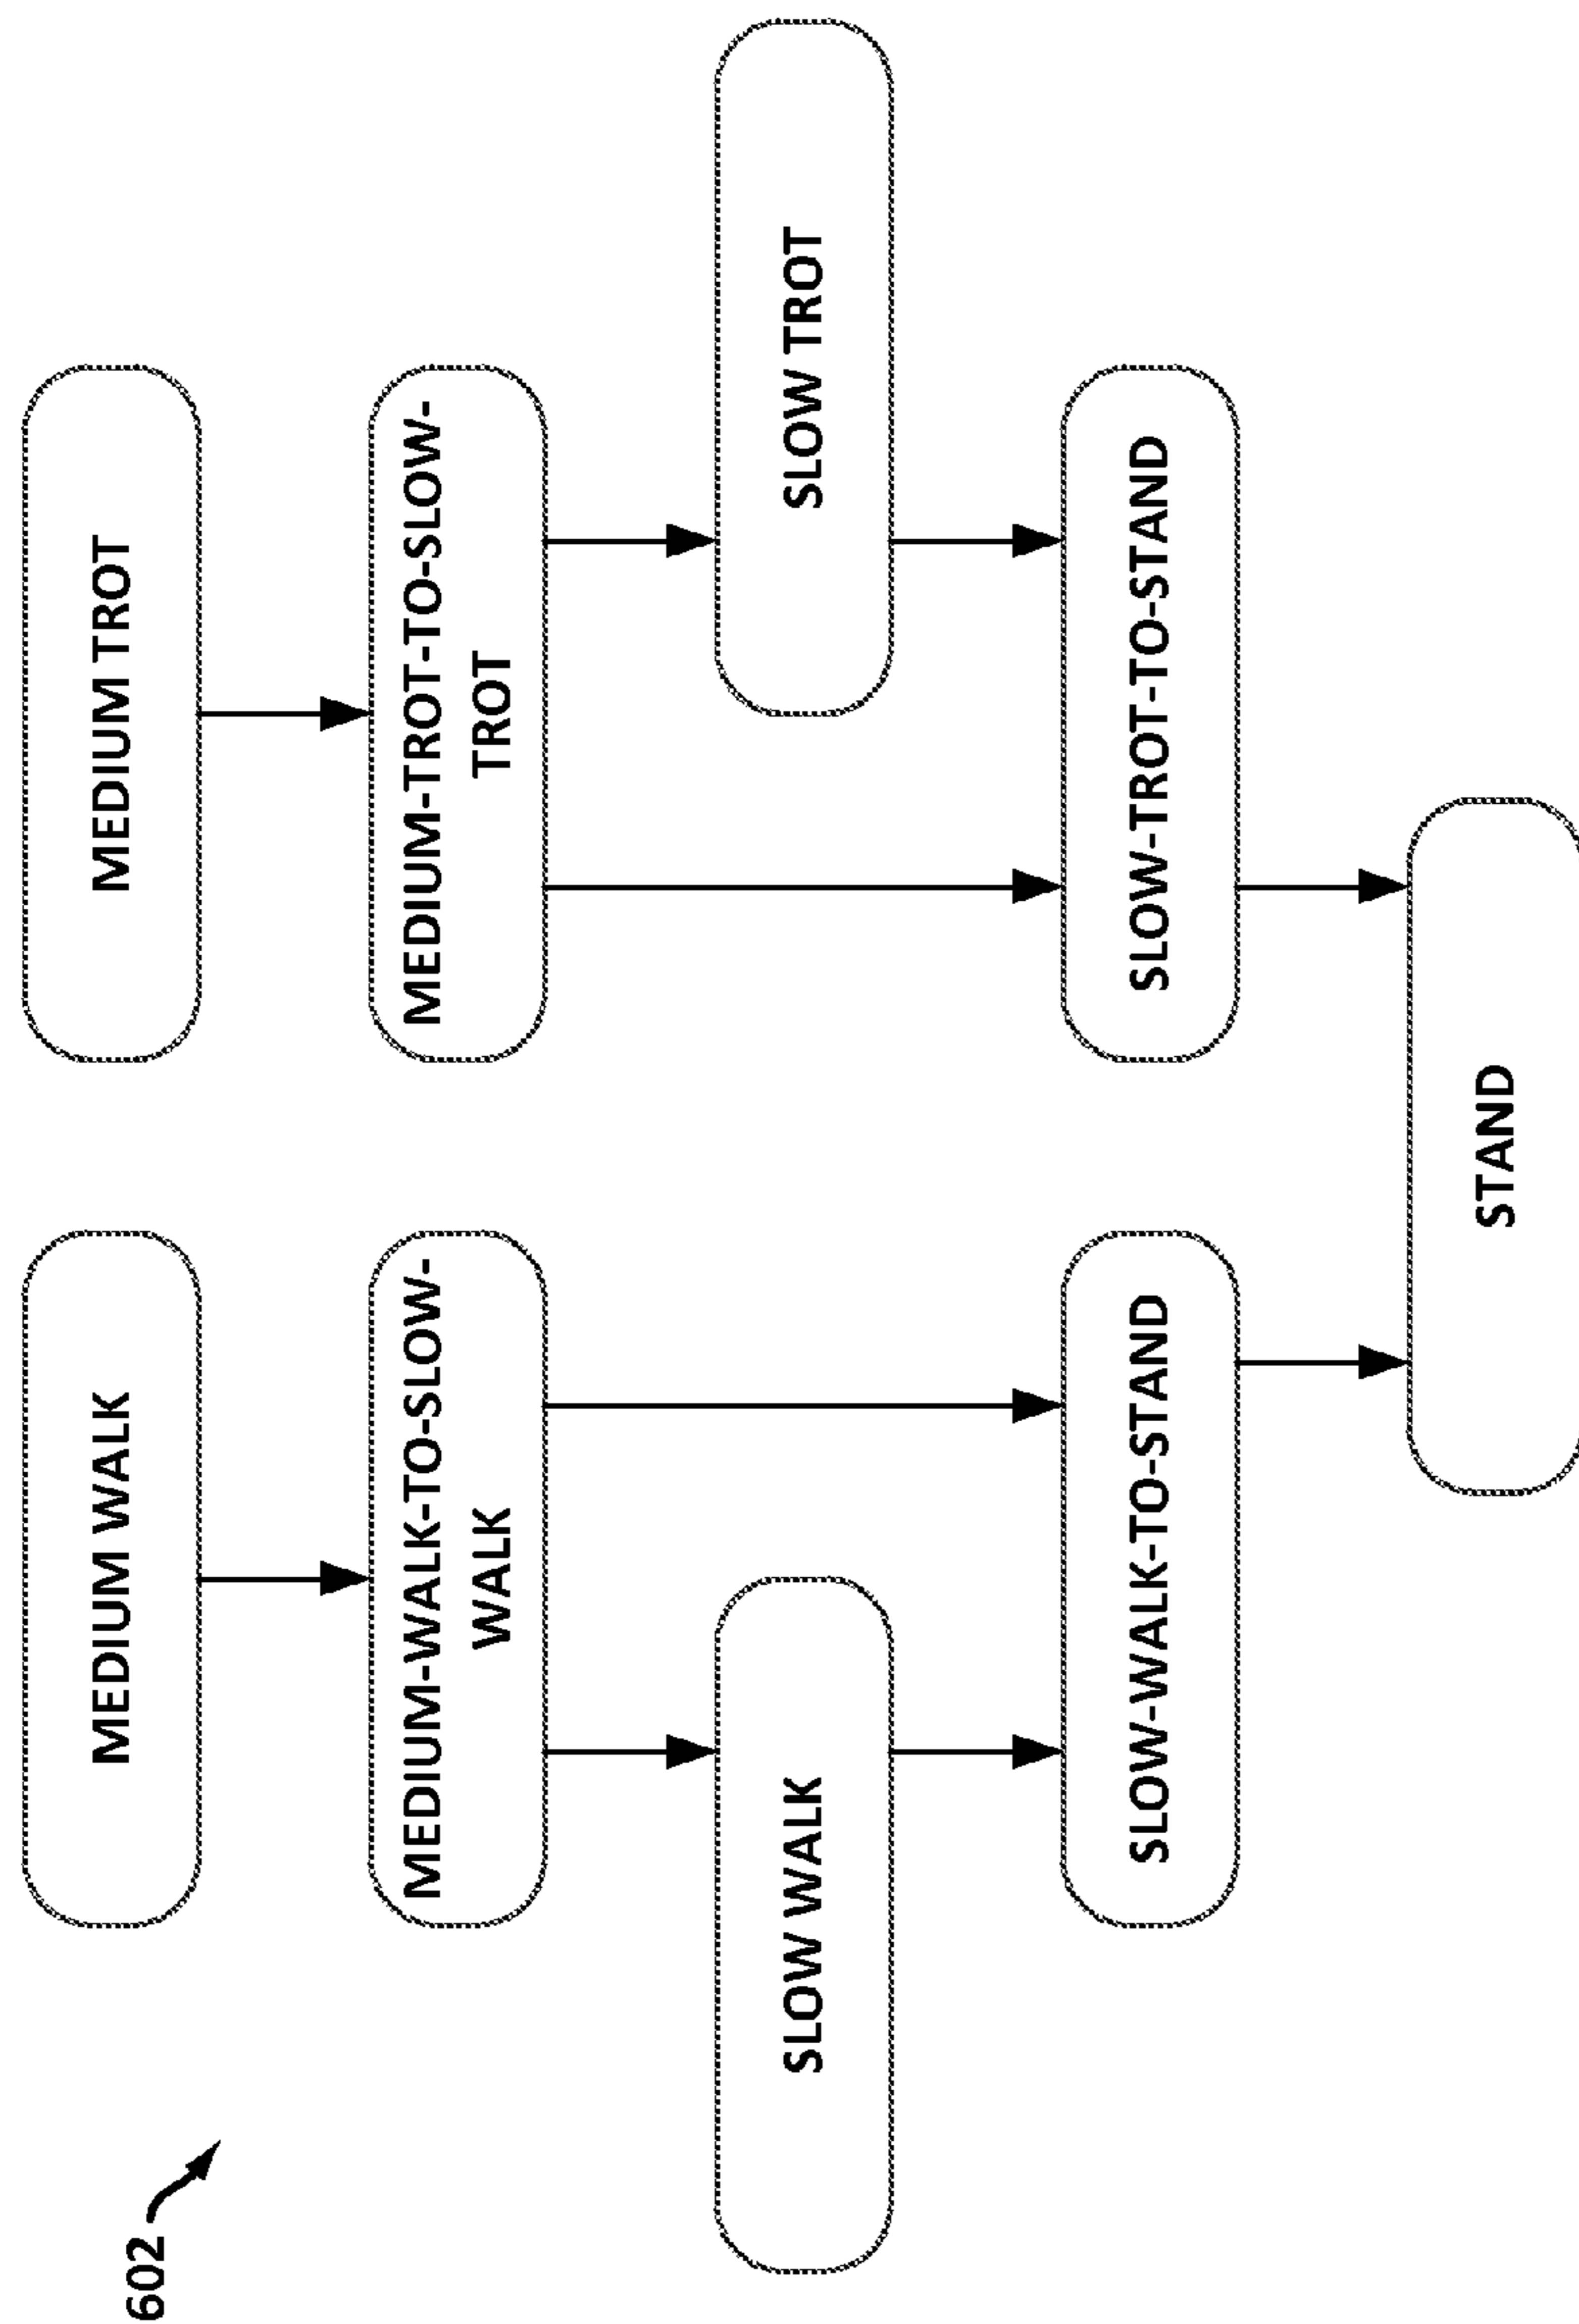 602
MEDIUM WALK
MEDIUM TROT
MEDIUM-WALK-TO-SLOW-
WALK
MEDIUM-TROT-TO-SLOW-
TROT
SLOW WALK
SLOW TROT
SLOW-WALK-TO-STAND
SLOW-TROT-TO-STAND
STAND